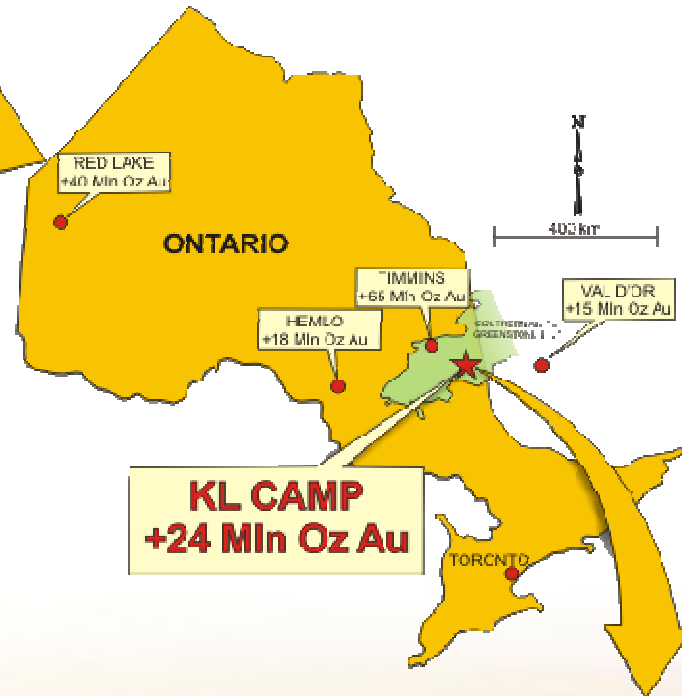 N
400 km
RED LAKE
+40 Mln Oz Au
ONTARIO
TIMMINS
+65 Mln Oz Au
VAL D'OR
+15 Mln Oz Au
HEMLO
+18 Mln Oz Au
GREENSTONE
KL CAMP
+24 Mln Oz Au
TORONTO